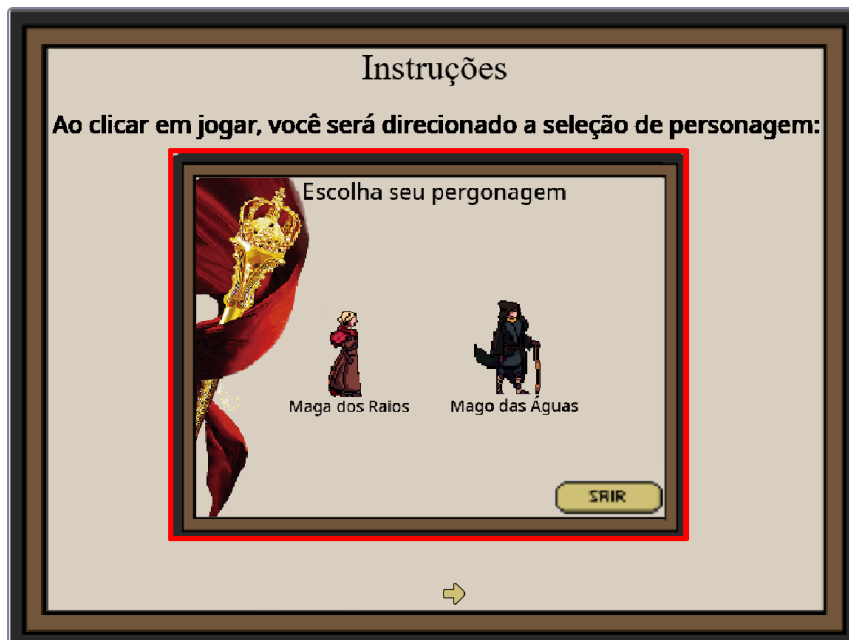 Instruções
Ao clicar em jogar, você será direcionado a seleção de personagem:
Escolha seu pergonagem
Maga dos Raios
Mago das Águas
SAIR